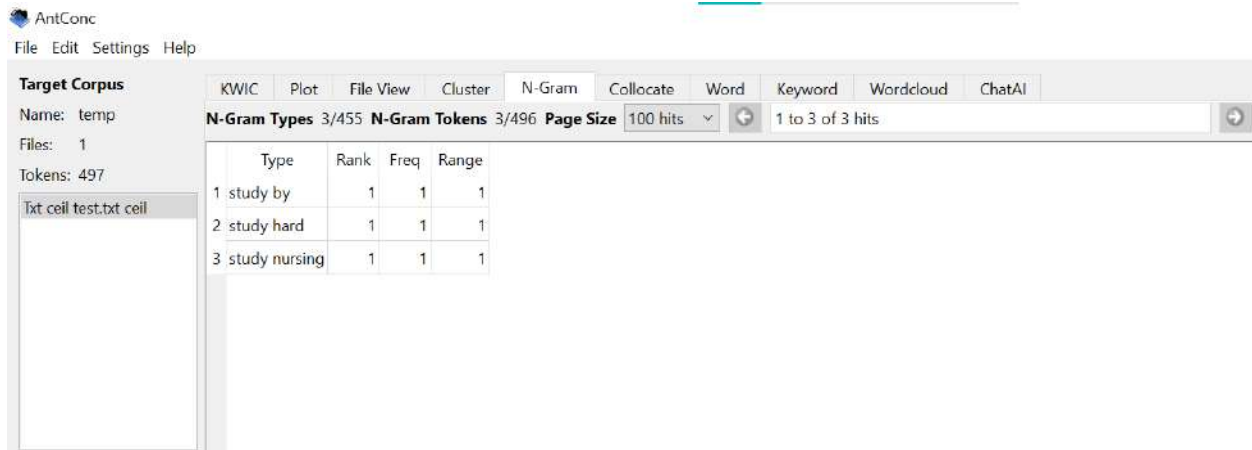 AntConc
File Edit Settings Help
Target Corpus
Name: temp
Files: 1
Tokens: 497
Txt ceil test.txt ceil
KWIC Plot File View Cluster N-Gram Collocate Word Keyword Wordcloud ChatAI
N-Gram Types 3/455 N-Gram Tokens 3/496 Page Size 100 hits 1 to 3 of 3 hits
Type Rank Freq Range
1 study by 1 1 1
2 study hard 1 1 1
3 study nursing 1 1 1